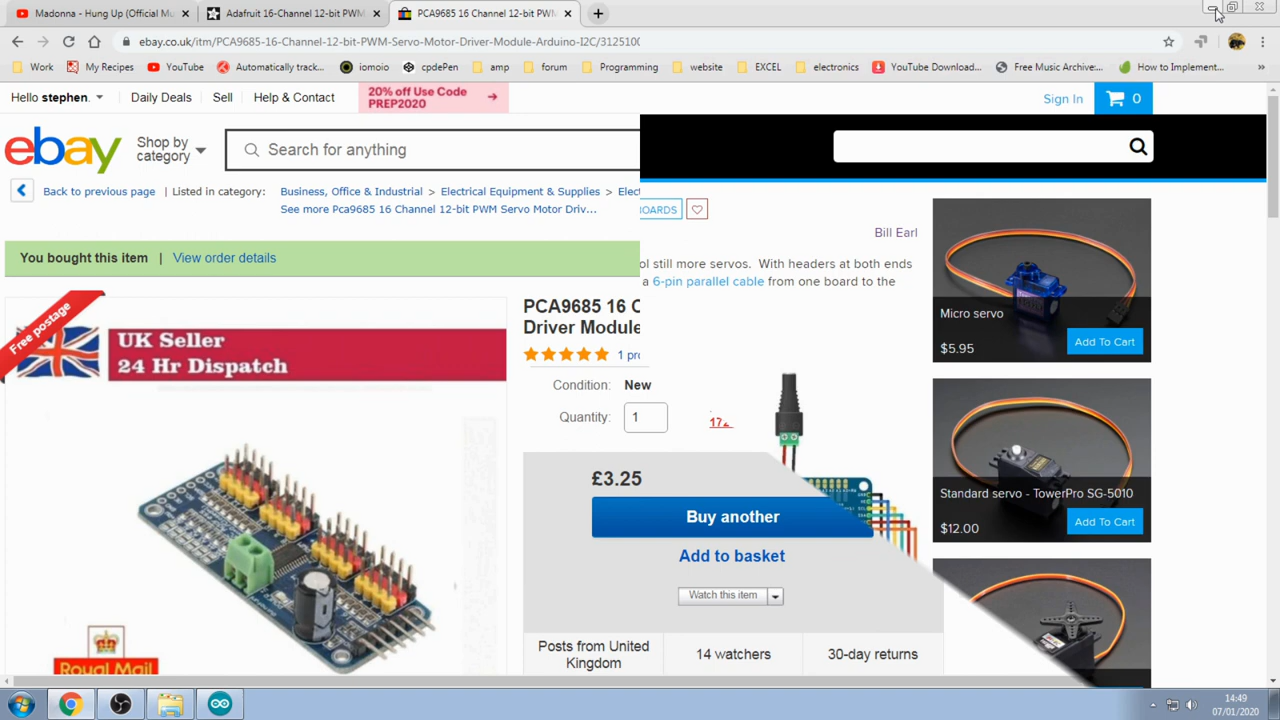 Madonna - Hung Up (Official Mu
Adafruit 16-Channel 12-bit PWM
PCA9685 16 Channel 12-bit PWM
ebay.co.uk/itm/PCA9685-16-Channel-12-bit-PWM-Servo-Motor-Driver-Module-Arduino-I2C/3125100
Work
My Recipes
YouTube
Automatically track...
iomoio
cpdePen
amp
forum
Programming
website
EXCEL
electronics
YouTube Download...
Free Music Archive:...
How to Implement...
Hello stephen.
Daily Deals
Sell
Help & Contact
20% off Use Code
PREP2020
Sign In
0
ebay
Shop by
category
Search for anything
Back to previous page
Listed in category:
Business, Office & Industrial > Electrical Equipment & Supplies > Elect
See more Pca9685 16 Channel 12-bit PWM Servo Motor Driv...
BOARDS
Bill Earl
You bought this item | View order details
ol still more servos. With headers at both ends
a 6-pin parallel cable from one board to the
Free postage
UK Seller
24 Hr Dispatch
PCA9685 16 C
Driver Module
1 pro
Condition: New
Quantity: 1
£3.25
Buy another
Add to basket
Watch this item
Posts from United
Kingdom
14 watchers
30-day returns
Royal Mail
Micro servo
$5.95
Add To Cart
Standard servo - TowerPro SG-5010
$12.00
Add To Cart
14:49
07/01/2020